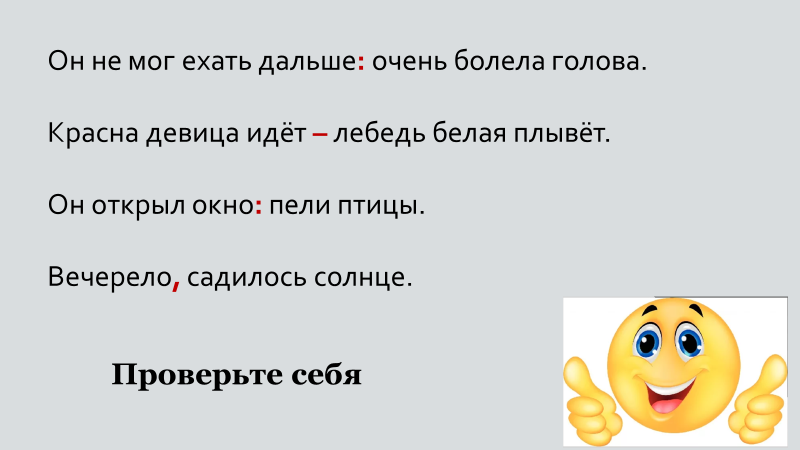 Он не мог ехать дальше: очень болела голова.
Красна девица идёт – лебедь белая плывёт.
Он открыл окно: пели птицы.
Вечерело, садилось солнце.
Проверьте себя